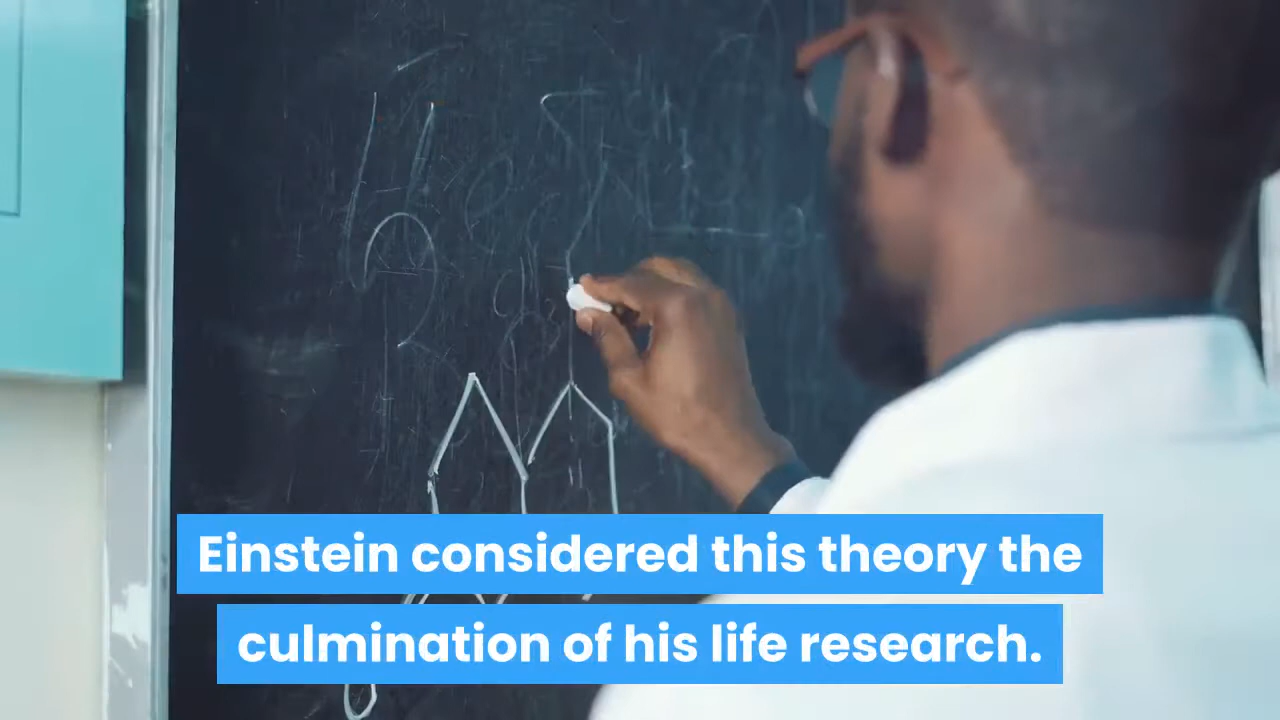 Einstein considered this theory the
culmination of his life research.